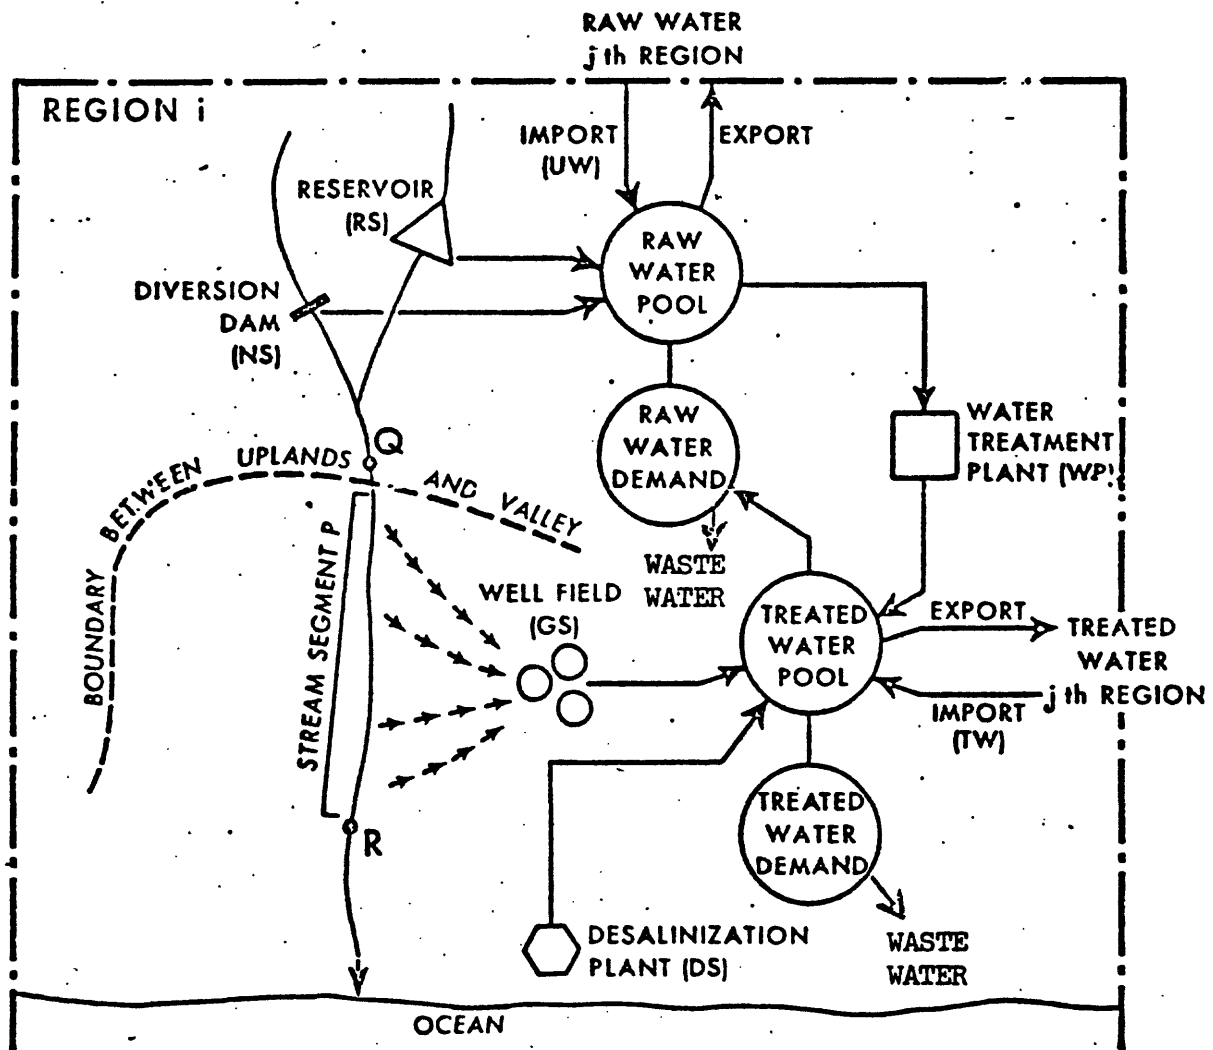 RAW WATER
jth REGION
REGION i
IMPORT
(UW)
EXPORT
RESERVOIR
(RS)
RAW
WATER
POOL
DIVERSION
DAM
(NS)
RAW
WATER
DEMAND
WATER
TREATMENT
PLANT (WP)
Q
BOUNDARY BETWEEN UPLANDS AND VALLEY
STREAM SEGMENT P
WASTE
WATER
WELL FIELD
(GS)
TREATED
WATER
POOL
EXPORT
TREATED
WATER
jth REGION
IMPORT
(TW)
TREATED
WATER
DEMAND
R
DESALINIZATION
PLANT (DS)
WASTE
WATER
OCEAN